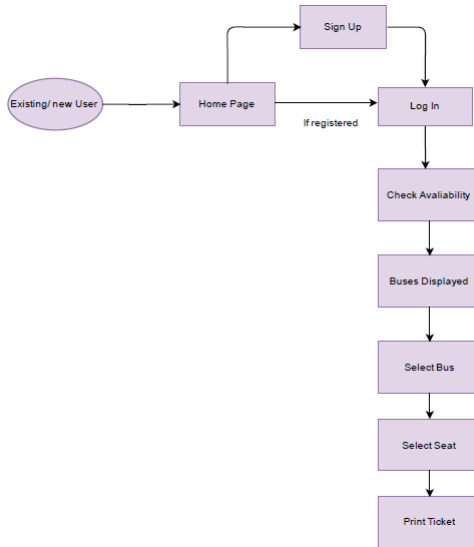 Sign Up
Existing/ new User
Home Page
Log In
If registered
Check Avaliability
Buses Displayed
Select Bus
Select Seat
Print Ticket